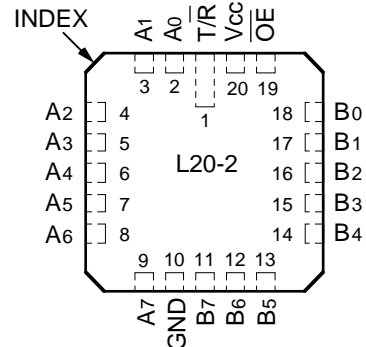 INDEX
A1 A0 T/R Vcc OE
3 2 20 19
1
A2 4 18 B0
A3 5 17 B1
A4 6 L20-2 16 B2
A5 7 15 B3
A6 8 14 B4
9 10 11 12 13
A7 GND B7 B6 B5